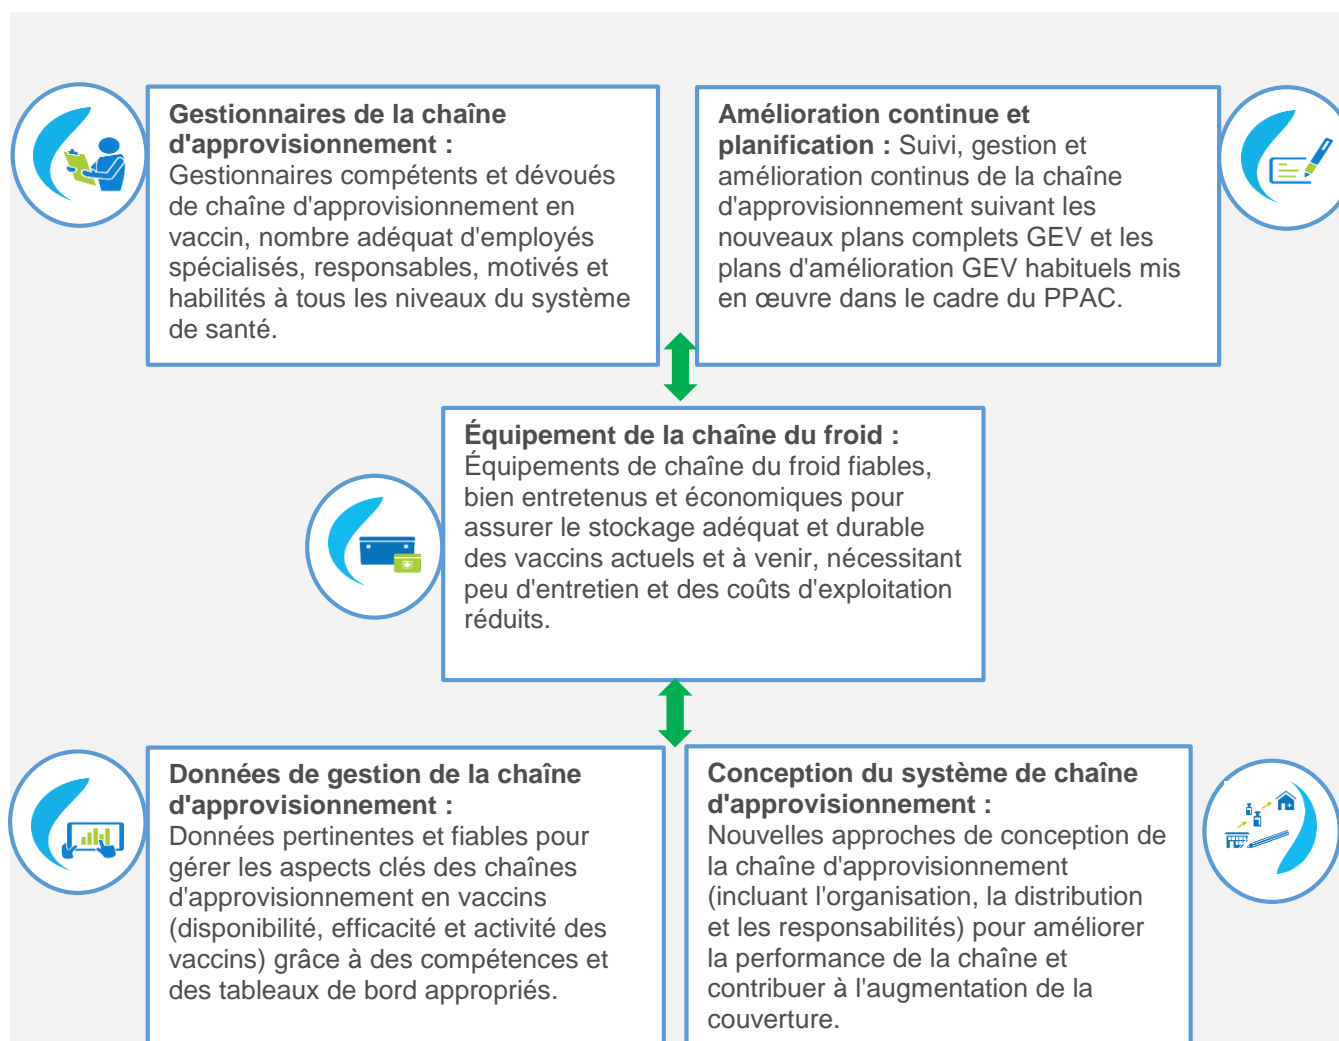 Gestionnaires de la chaîne
d'approvisionnement :
Gestionnaires compétents et dévoués
de chaîne d'approvisionnement en
vaccin, nombre adéquat d'employés
spécialisés, responsables, motivés et
habilités à tous les niveaux du système
de santé.
Amélioration continue et
planification : Suivi, gestion et
amélioration continus de la chaîne
d'approvisionnement suivant les
nouveaux plans complets GEV et les
plans d'amélioration GEV habituels mis
en œuvre dans le cadre du PPAC.
Équipement de la chaîne du froid :
Équipements de chaîne du froid fiables,
bien entretenus et économiques pour
assurer le stockage adéquat et durable
des vaccins actuels et à venir, nécessitant
peu d'entretien et des coûts d'exploitation
réduits.
Données de gestion de la chaîne
d'approvisionnement :
Données pertinentes et fiables pour
gérer les aspects clés des chaînes
d'approvisionnement en vaccins
(disponibilité, efficacité et activité des
vaccins) grâce à des compétences et
des tableaux de bord appropriés.
Conception du système de chaîne
d'approvisionnement :
Nouvelles approches de conception de
la chaîne d'approvisionnement
(incluant l'organisation, la distribution
et les responsabilités) pour améliorer
la performance de la chaîne et
contribuer à l'augmentation de la
couverture.